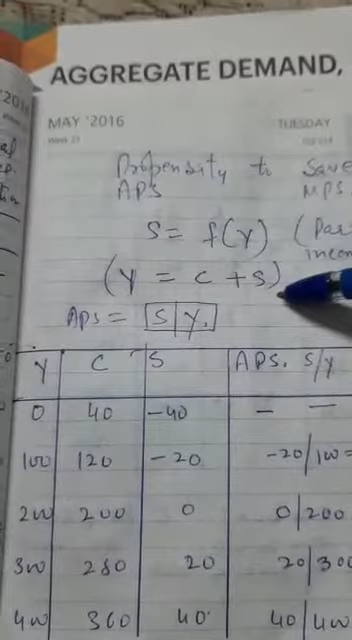 AGGREGATE DEMAND,
MAY '2016
TUESDAY
Propensity to Save
APS MPS
S = f(Y)
(Y = C + S)
APS = S/Y.
Y C S APS. S/Y
0 40 -40 — —
100 120 -20 -20/100=
200 200 0 0/200
300 280 20 20/300
400 360 40 40/400